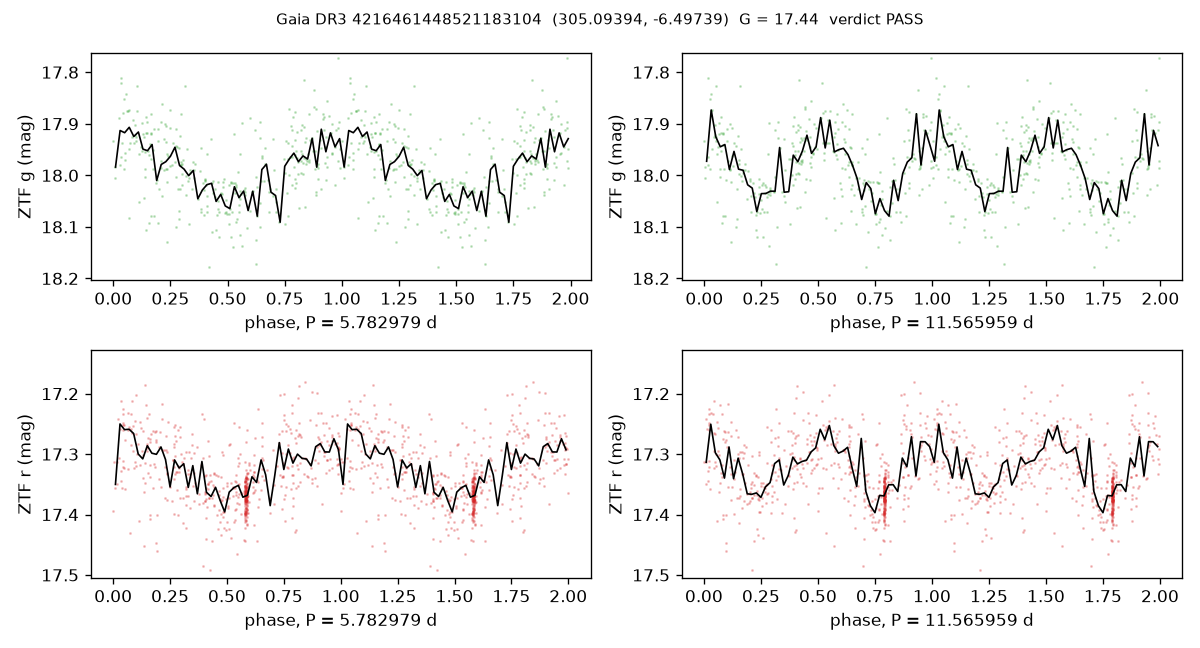 Gaia DR3 4216461448521183104 (305.09394, -6.49739) G = 17.44 verdict PASS
ZTF g (mag)
17.8
17.9
18.0
18.1
18.2
0.00 0.25 0.50 0.75 1.00 1.25 1.50 1.75 2.00
phase, P = 5.782979 d
ZTF g (mag)
17.8
17.9
18.0
18.1
18.2
0.00 0.25 0.50 0.75 1.00 1.25 1.50 1.75 2.00
phase, P = 11.565959 d
ZTF r (mag)
17.2
17.3
17.4
17.5
0.00 0.25 0.50 0.75 1.00 1.25 1.50 1.75 2.00
phase, P = 5.782979 d
ZTF r (mag)
17.2
17.3
17.4
17.5
0.00 0.25 0.50 0.75 1.00 1.25 1.50 1.75 2.00
phase, P = 11.565959 d